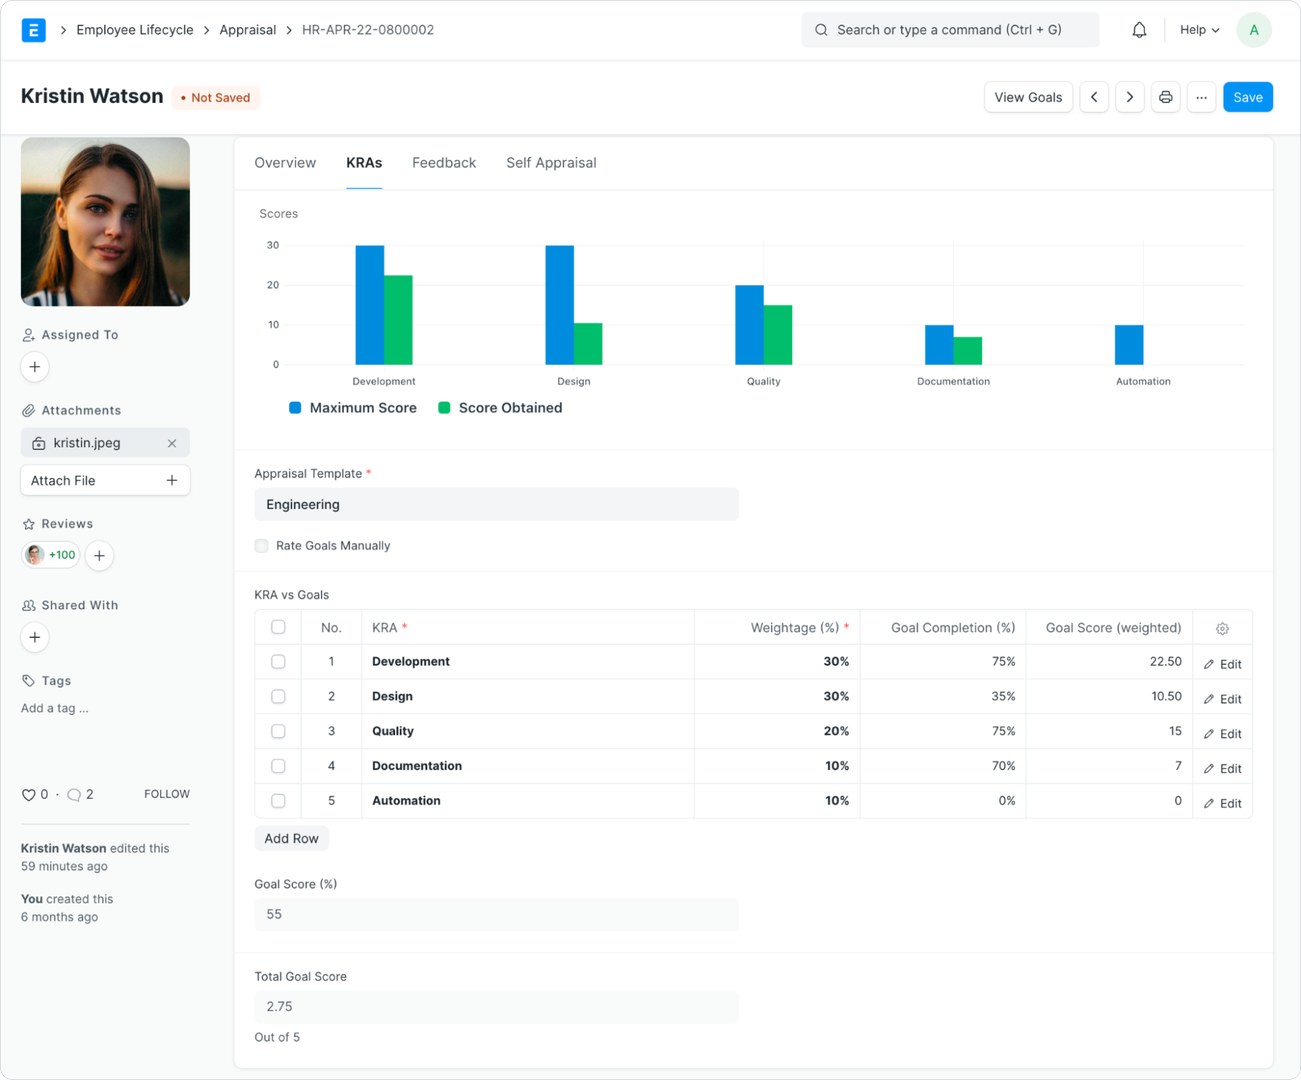 E
Employee Lifecycle
Appraisal
HR-APR-22-0800002
Search or type a command (Ctrl + G)
Help
A
Kristin Watson
• Not Saved
View Goals
...
Save
Assigned To
+
Attachments
kristin.jpeg
Attach File +
Reviews
+100
+
Shared With
+
Tags
Add a tag ...
0 · 2
FOLLOW
Kristin Watson edited this
59 minutes ago
You created this
6 months ago
Overview
KRAs
Feedback
Self Appraisal
Scores
30
20
10
0
Development
Design
Quality
Documentation
Automation
Maximum Score
Score Obtained
Appraisal Template *
Engineering
Rate Goals Manually
KRA vs Goals
No. KRA * Weightage (%) * Goal Completion (%) Goal Score (weighted)
1 Development 30% 75% 22.50 Edit
2 Design 30% 35% 10.50 Edit
3 Quality 20% 75% 15 Edit
4 Documentation 10% 70% 7 Edit
5 Automation 10% 0% 0 Edit
Add Row
Goal Score (%)
55
Total Goal Score
2.75
Out of 5